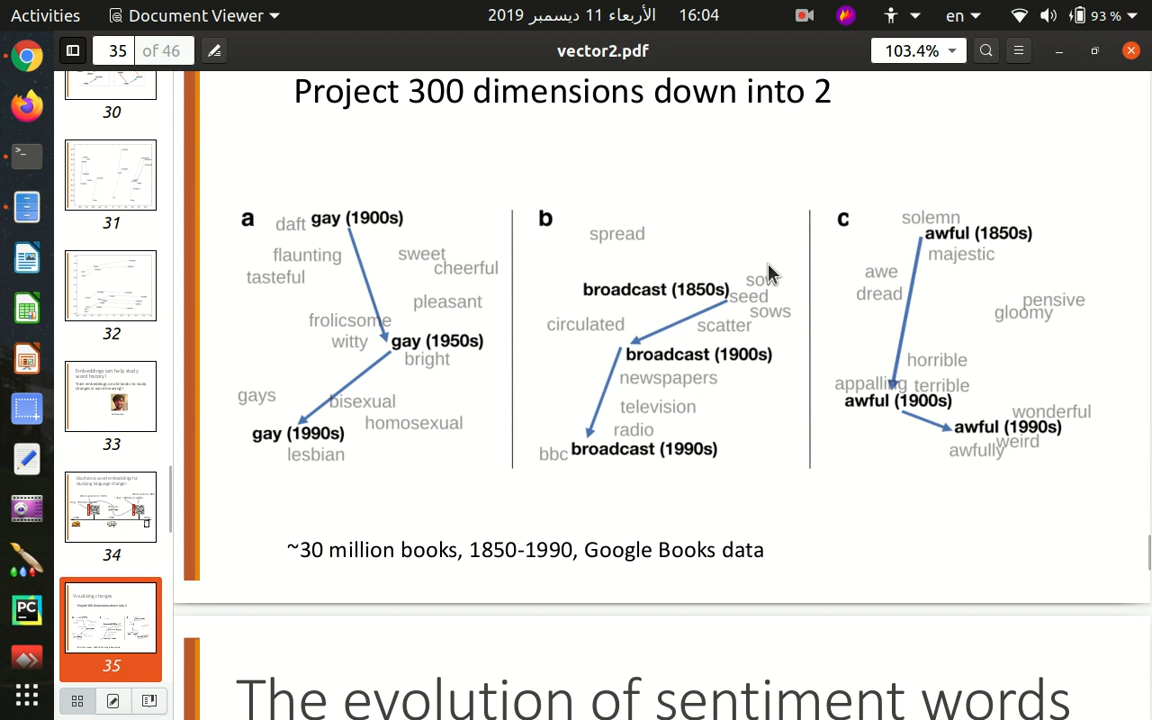 Activities
Document Viewer
الأربعاء 11 ديسمبر 2019
16:04
en
93 %
35 of 46
vector2.pdf
103.4%
30
31
32
33
34
35
Project 300 dimensions down into 2
a
daft gay (1900s)
flaunting
sweet
tasteful
cheerful
pleasant
frolicsome
witty
gay (1950s)
bright
gays
bisexual
homosexual
gay (1990s)
lesbian
b
spread
broadcast (1850s)
seed
sows
circulated
scatter
broadcast (1900s)
newspapers
television
radio
bbc broadcast (1990s)
c
solemn
awful (1850s)
majestic
awe
dread
pensive
gloomy
horrible
appalling terrible
awful (1900s)
wonderful
awful (1990s)
weird
awfully
~30 million books, 1850-1990, Google Books data
The evolution of sentiment words
PC